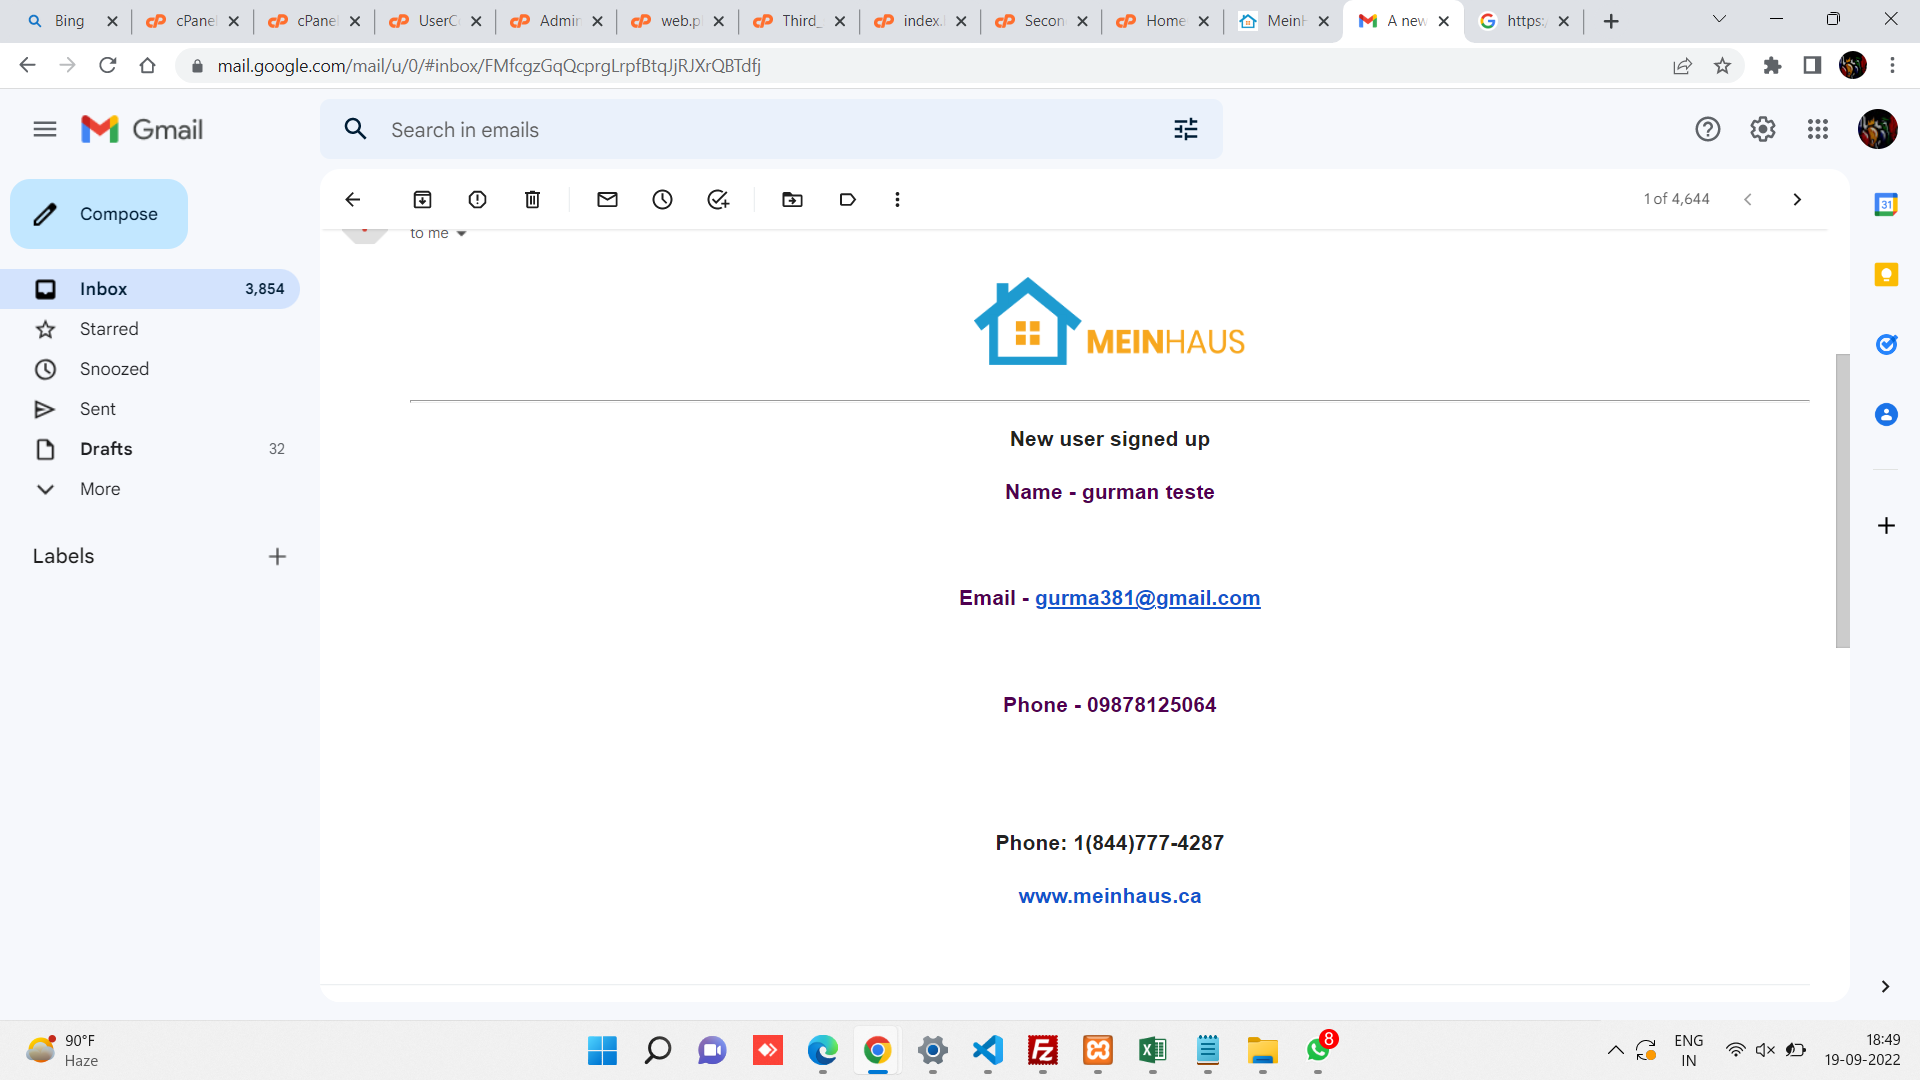 Bing
cPanel
cPanel
UserCo
Admin
web.p
Third_
index.
Secon
Home
MeinH
A new
https:/
mail.google.com/mail/u/0/#inbox/FMfcgzGqQcprgLrpfBtqJjRJXrQBTdfj
Gmail
Search in emails
Compose
1 of 4,644
to me
Inbox 3,854
Starred
Snoozed
Sent
Drafts 32
More
Labels
31
MEINHAUS
New user signed up
Name - gurman teste
Email - gurma381@gmail.com
Phone - 09878125064
Phone: 1(844)777-4287
www.meinhaus.ca
90°F
Haze
8
ENG
IN
18:49
19-09-2022